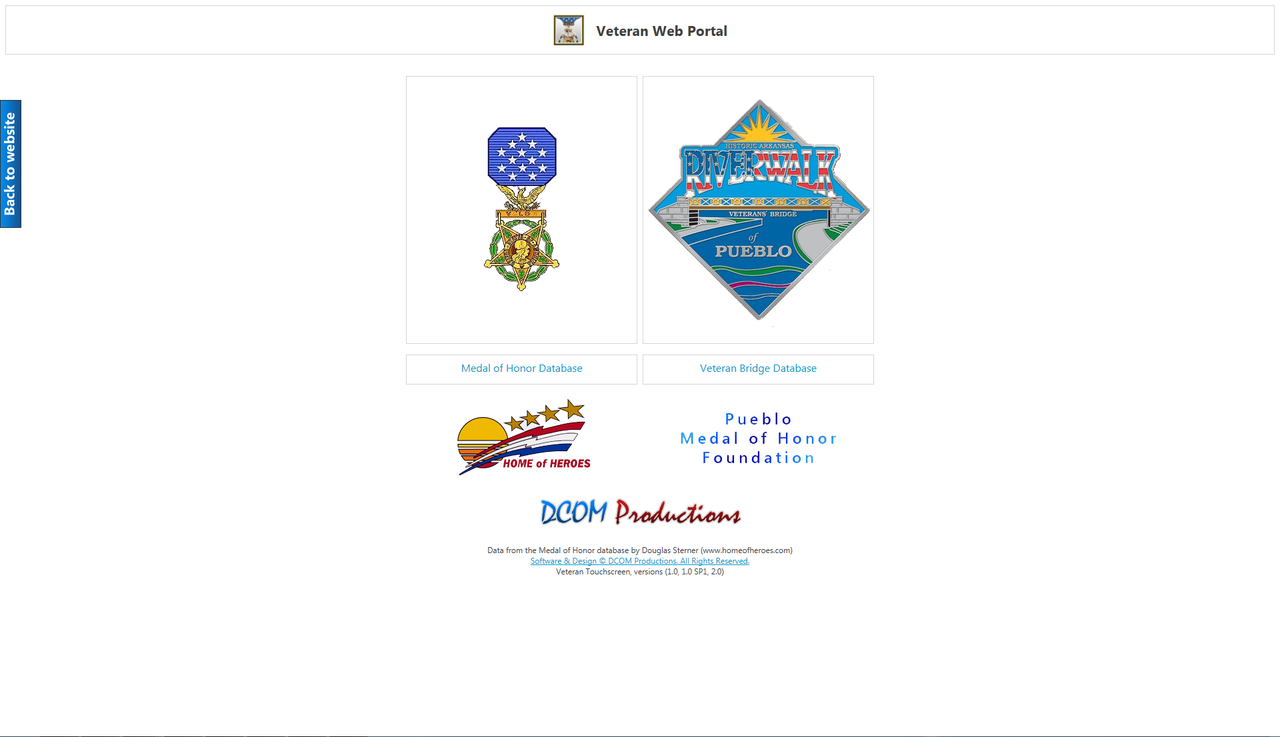 Veteran Web Portal
Back to website
HISTORIC ARKANSAS
RIVERWALK
VETERANS' BRIDGE
of
PUEBLO
Medal of Honor Database
Veteran Bridge Database
HOME of HEROES
Pueblo
Medal of Honor
Foundation
DCOM Productions
Data from the Medal of Honor database by Douglas Sterner (www.homeofheroes.com)
Software & Design © DCOM Productions. All Rights Reserved.
Veteran Touchscreen, versions (1.0, 1.0 SP1, 2.0)